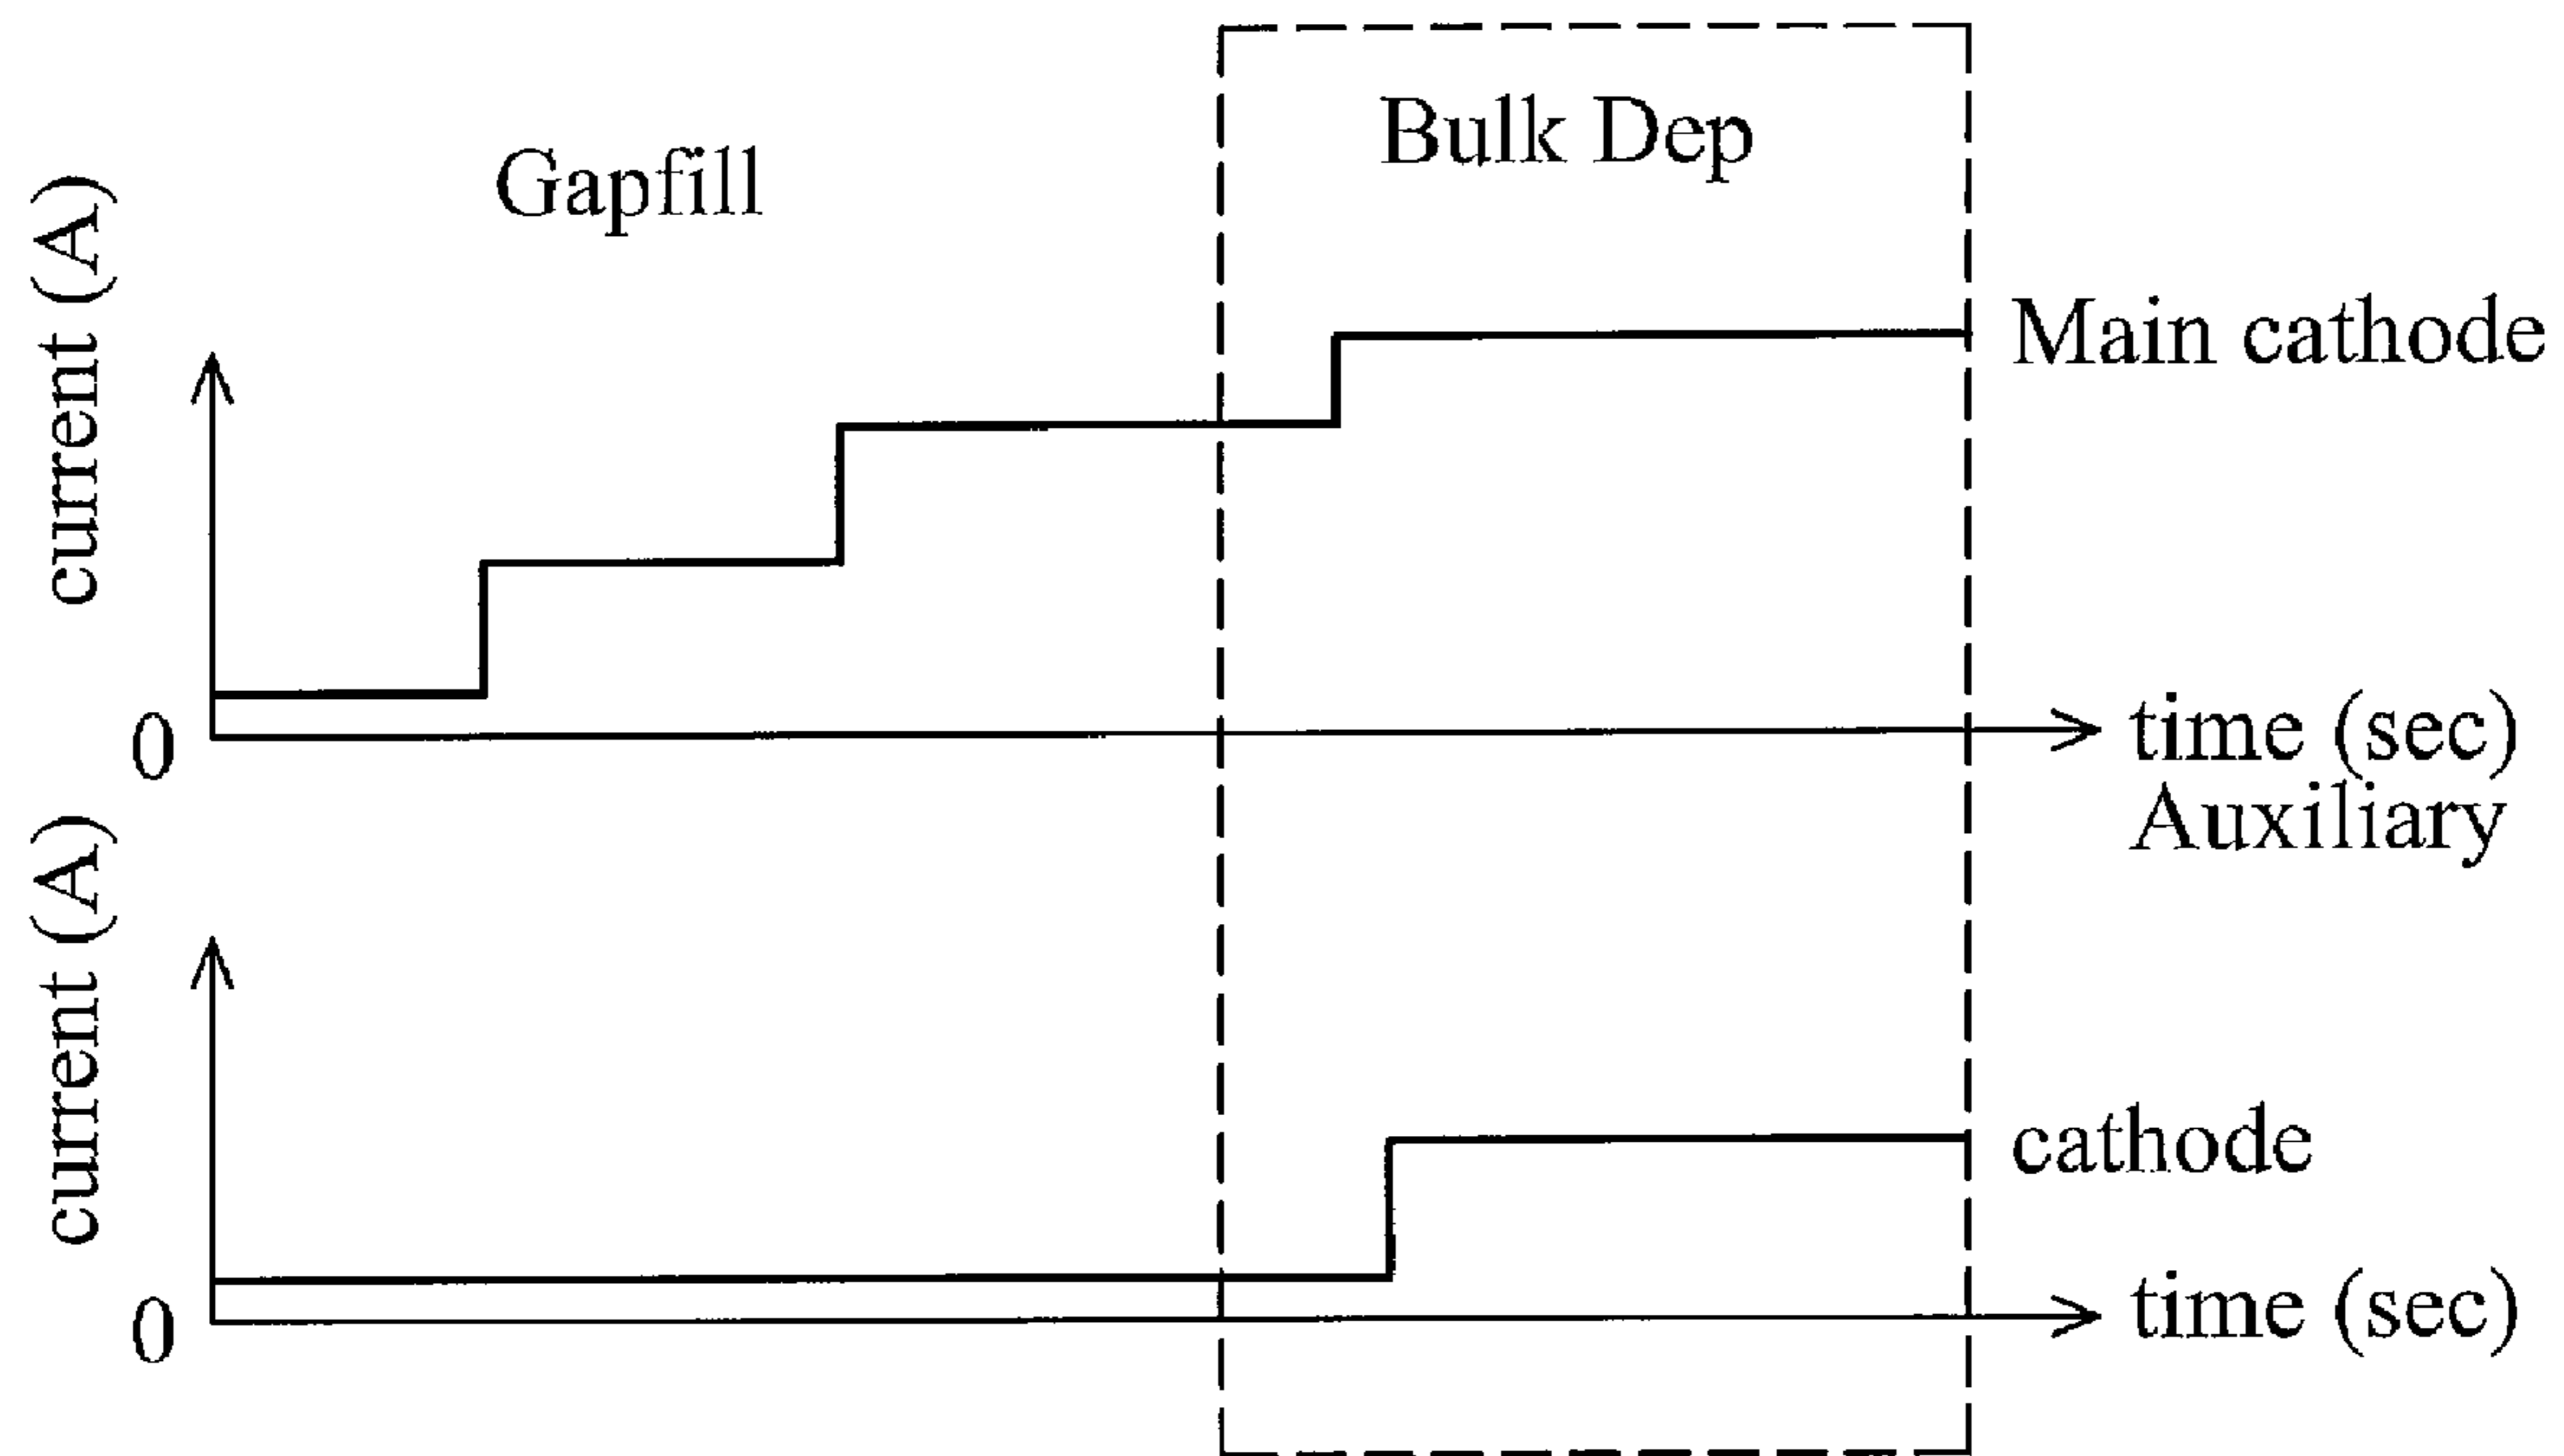 Bulk Dep
Gapfill
current (A)
Main cathode
0
time (sec)
Auxiliary
current (A)
cathode
0
time (sec)